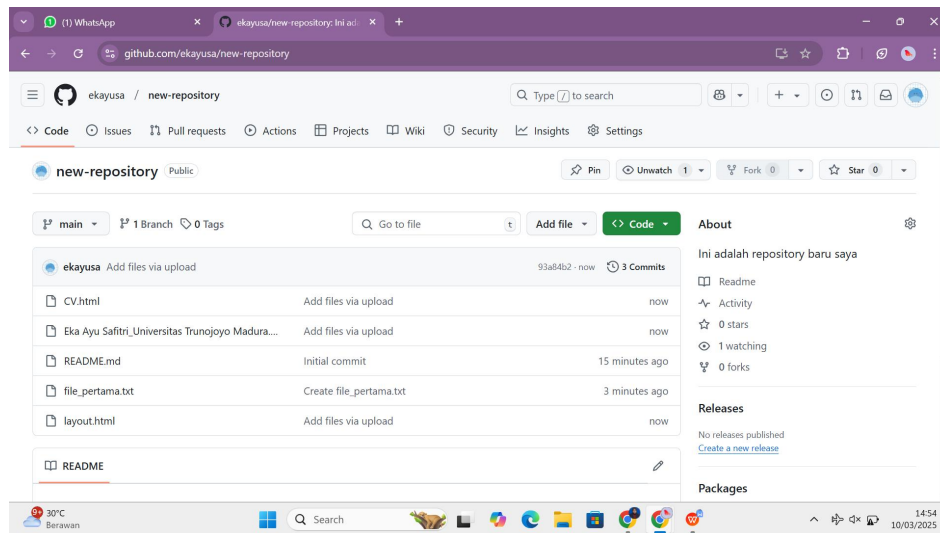 (1) WhatsApp
ekayusa/new-repository: Ini ada
github.com/ekayusa/new-repository
ekayusa / new-repository
Type / to search
Code Issues Pull requests Actions Projects Wiki Security Insights Settings
new-repository Public
Pin Unwatch 1 Fork 0 Star 0
main 1 Branch 0 Tags Go to file t Add file Code
About
Ini adalah repository baru saya
ekayusa Add files via upload 93a84b2 · now 3 Commits
CV.html Add files via upload now
Eka Ayu Safitri_Universitas Trunojoyo Madura.... Add files via upload now
README.md Initial commit 15 minutes ago
file_pertama.txt Create file_pertama.txt 3 minutes ago
layout.html Add files via upload now
README
Readme
Activity
0 stars
1 watching
0 forks
Releases
No releases published
Create a new release
Packages
9+
30°C
Berawan
Search
14:54
10/03/2025